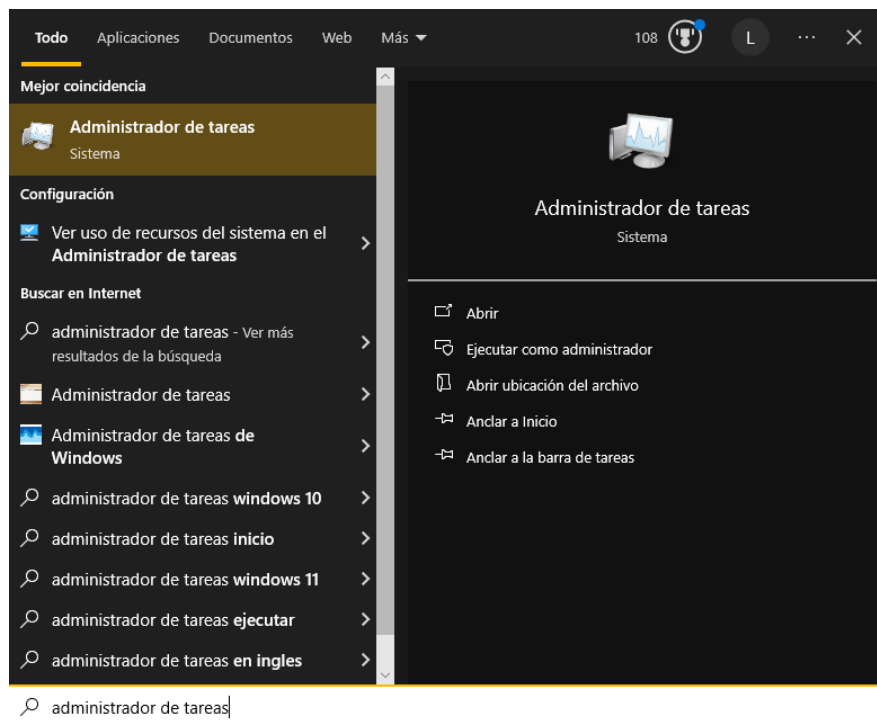 Todo Aplicaciones Documentos Web Más 108 L ...
Mejor coincidencia
Administrador de tareas
Sistema
Configuración
Ver uso de recursos del sistema en el
Administrador de tareas
Buscar en Internet
administrador de tareas - Ver más
resultados de la búsqueda
Administrador de tareas
Administrador de tareas de
Windows
administrador de tareas windows 10
administrador de tareas inicio
administrador de tareas windows 11
administrador de tareas ejecutar
administrador de tareas en ingles
Administrador de tareas
Sistema
Abrir
Ejecutar como administrador
Abrir ubicación del archivo
Anclar a Inicio
Anclar a la barra de tareas
administrador de tareas